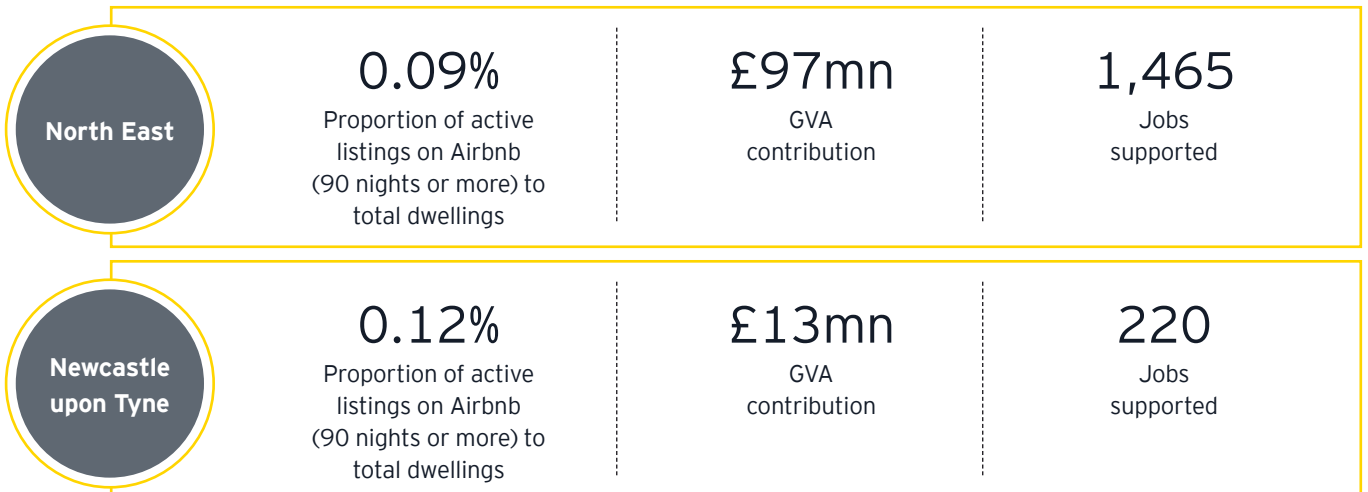 North East
0.09%
Proportion of active
listings on Airbnb
(90 nights or more) to
total dwellings
£97mn
GVA
contribution
1,465
Jobs
supported
Newcastle
upon Tyne
0.12%
Proportion of active
listings on Airbnb
(90 nights or more) to
total dwellings
£13mn
GVA
contribution
220
Jobs
supported